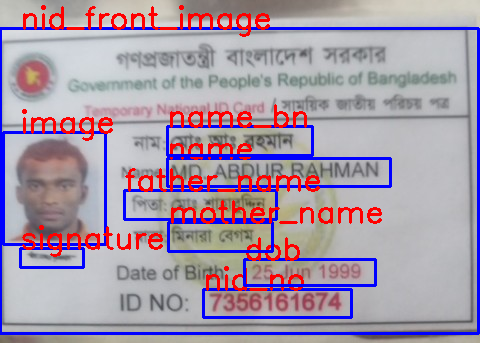 nid_front_image
গণপ্রজাতন্ত্রী বাংলাদেশ সরকার
Government of the People's Republic of Bangladesh
Temporary National ID Card / সাময়িক জাতীয় পরিচয় পত্র
image
name_bn
নাম: মোঃ আঃ রহমান
name
MD. ABDUR RAHMAN
father_name
পিতা: মোঃ
mother_name
মিনারা বেগম
signature
dob
Date of Birth: 25 Jun 1999
nid_no
ID NO: 7356161674